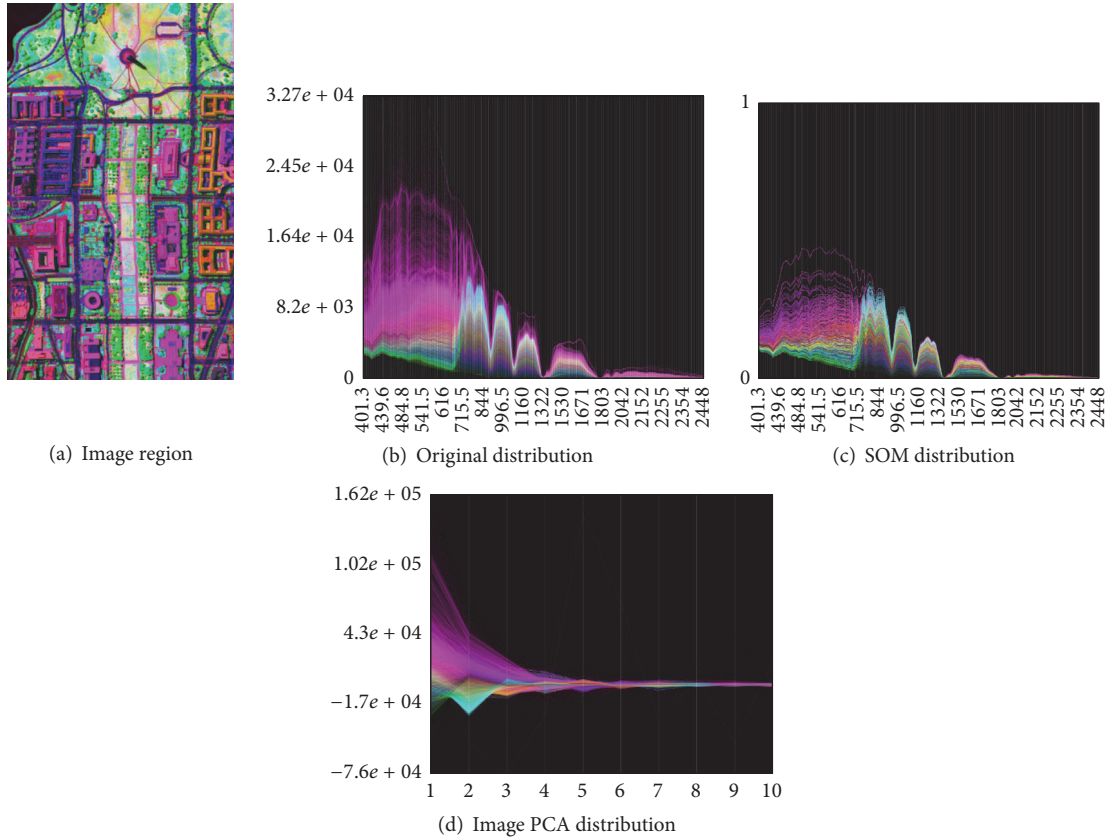 3.27e + 04
2.45e + 04
1.64e + 04
8.2e + 03
0
401.3
439.6
484.8
541.5
616
715.5
844
996.5
1160
1322
1530
1671
1803
2042
2152
2255
2354
2448
1
0
401.3
439.6
484.8
541.5
616
715.5
844
996.5
1160
1322
1530
1671
1803
2042
2152
2255
2354
2448
(a) Image region
(b) Original distribution
(c) SOM distribution
1.62e + 05
1.02e + 05
4.3e + 04
−1.7e + 04
−7.6e + 04
1 2 3 4 5 6 7 8 9 10
(d) Image PCA distribution